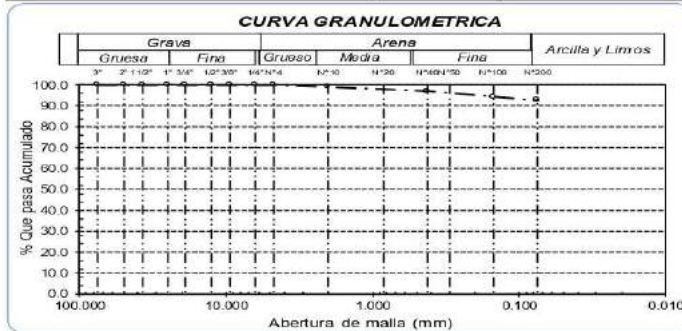 CURVA GRANULOMETRICA
Grava Arena Arcilla y Limos
Gruesa Fina Grueso Media Fina
3" 2" 1 1/2" 1" 3/4" 1/2" 3/8" 1/4" N°4 N°10 N°20 N°40 N°50 N°100 N°200
% Que pasa Acumulado
100.0
90.0
80.0
70.0
60.0
50.0
40.0
30.0
20.0
10.0
0.0
100.000 10.000 1.000 0.100 0.010
Abertura de malla (mm)